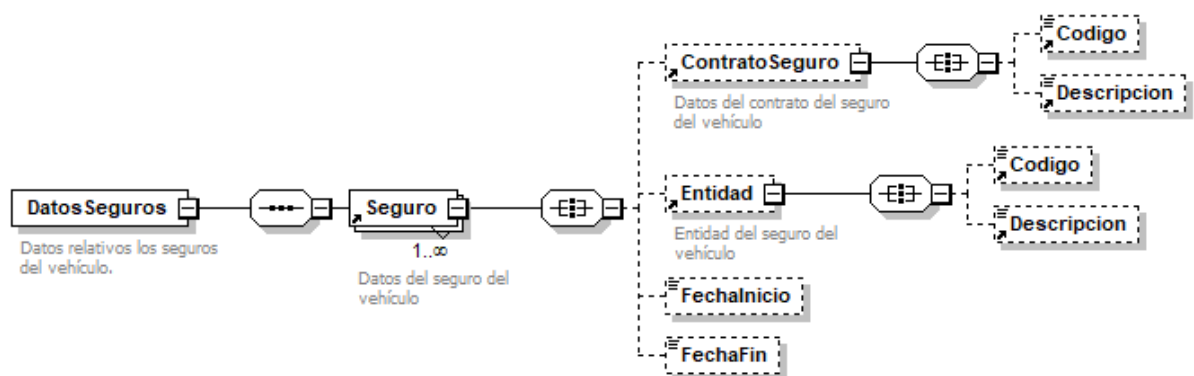 DatosSeguros
Datos relativos los seguros
del vehículo.
Seguro
1..∞
Datos del seguro del
vehículo
ContratoSeguro
Datos del contrato del seguro
del vehículo
Codigo
Descripcion
Entidad
Entidad del seguro del
vehículo
Codigo
Descripcion
FechaInicio
FechaFin